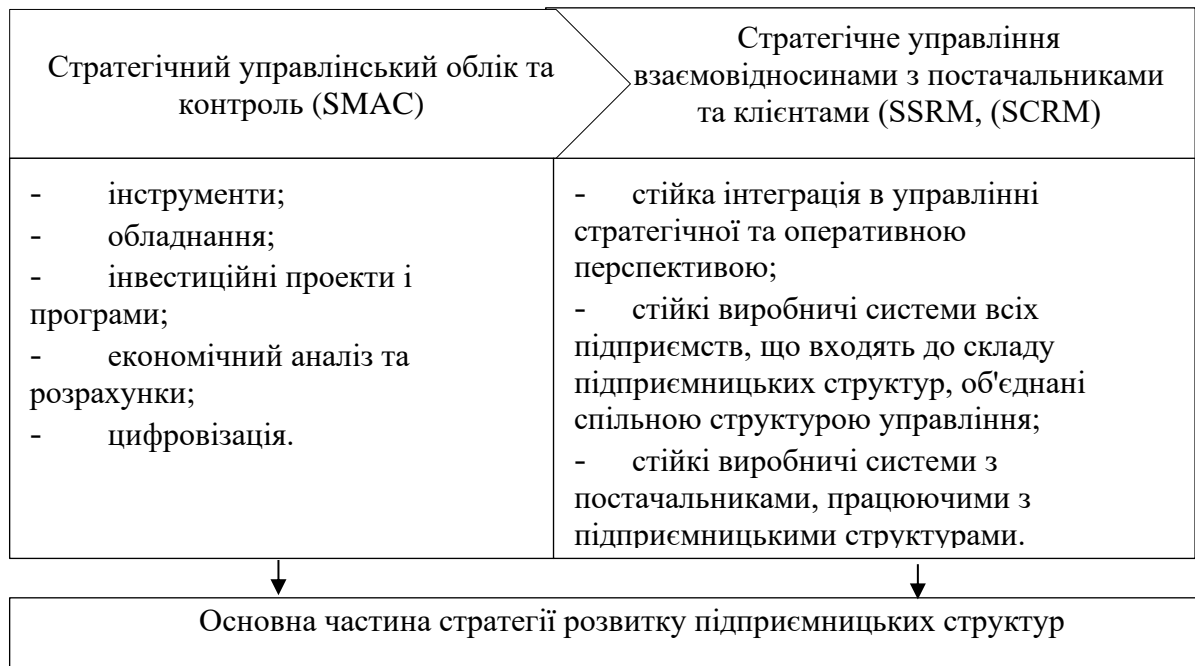 Стратегічний управлінський облік та
контроль (SMAC)
Стратегічне управління
взаємовідносинами з постачальниками
та клієнтами (SSRM, (SCRM)
- інструменти;
- обладнання;
- інвестиційні проекти і
програми;
- економічний аналіз та
розрахунки;
- цифровізація.
- стійка інтеграція в управлінні
стратегічної та оперативною
перспективою;
- стійкі виробничі системи всіх
підприємств, що входять до складу
підприємницьких структур, об'єднані
спільною структурою управління;
- стійкі виробничі системи з
постачальниками, працюючими з
підприємницькими структурами.
Основна частина стратегії розвитку підприємницьких структур